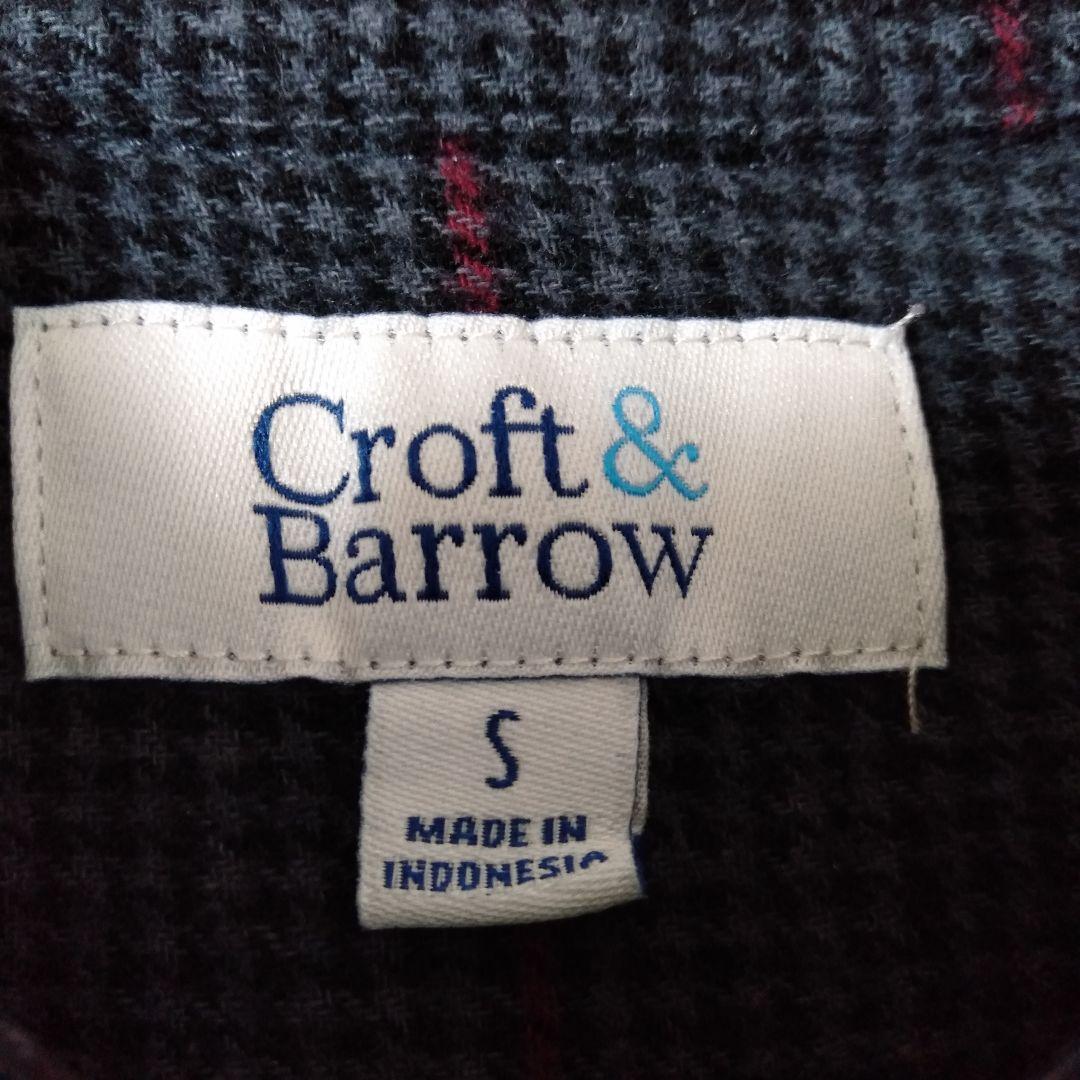 Croft &
Barrow
S
MADE IN
INDONESIA